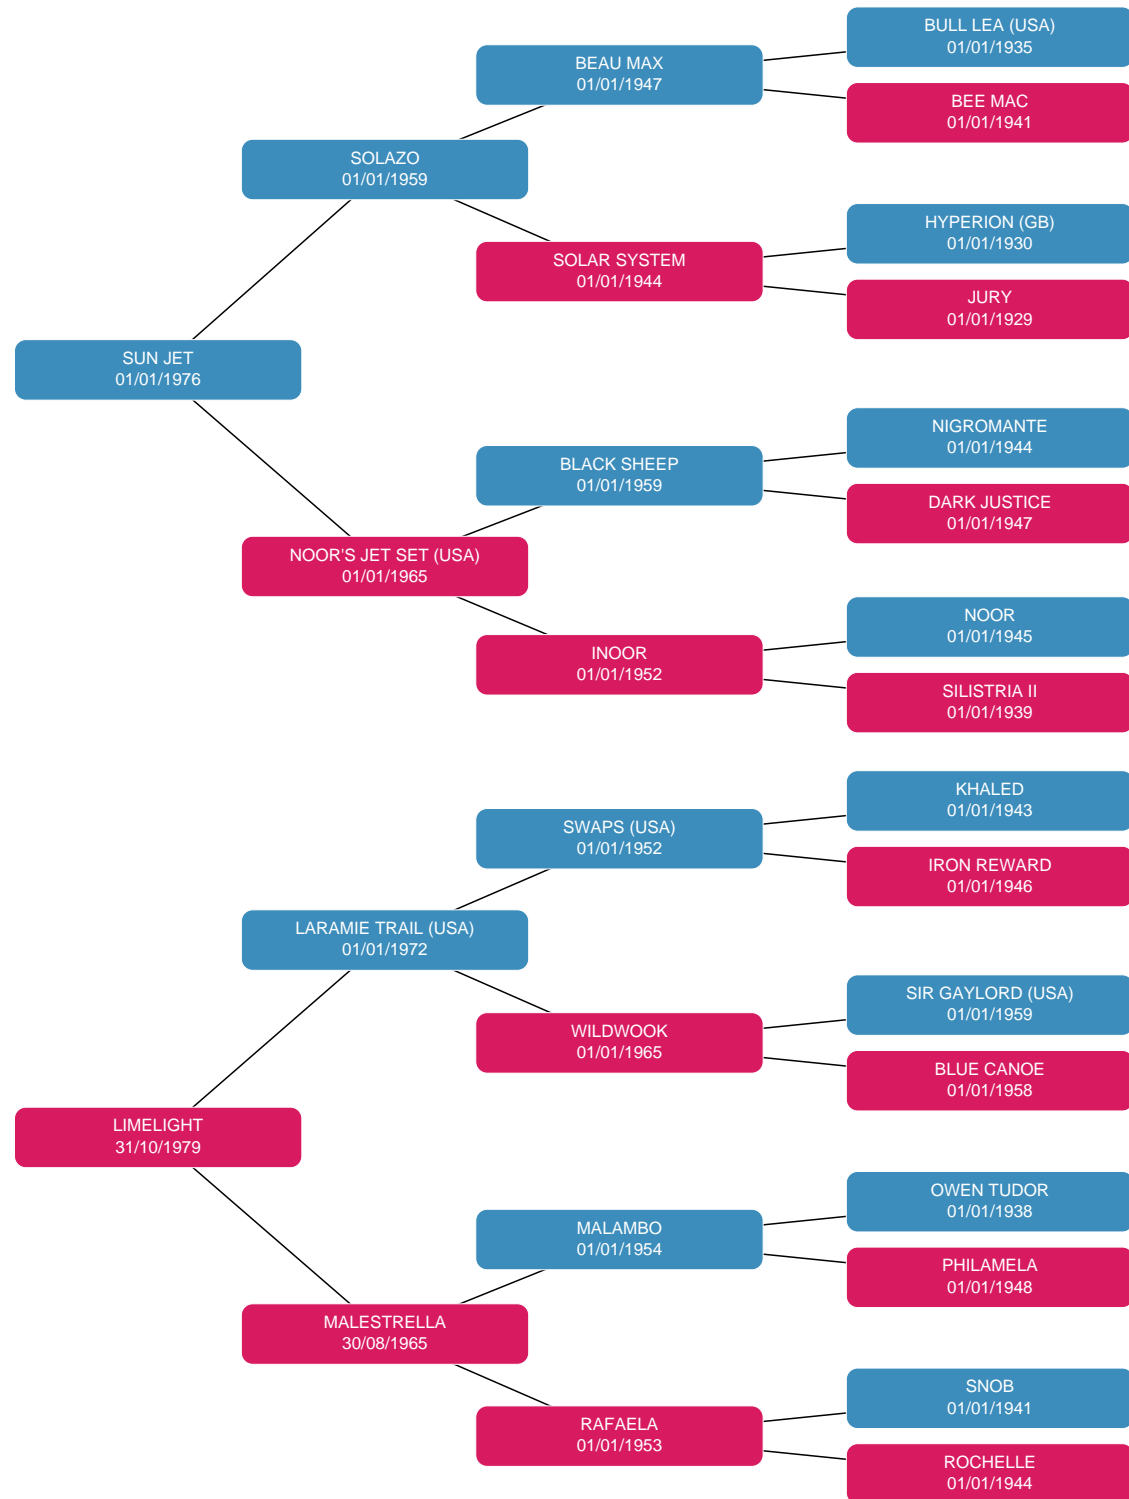 BULL LEA (USA)
01/01/1935
BEAU MAX
01/01/1947
BEE MAC
01/01/1941
SOLAZO
01/01/1959
HYPERION (GB)
01/01/1930
SOLAR SYSTEM
01/01/1944
JURY
01/01/1929
SUN JET
01/01/1976
NIGROMANTE
01/01/1944
BLACK SHEEP
01/01/1959
DARK JUSTICE
01/01/1947
NOOR'S JET SET (USA)
01/01/1965
NOOR
01/01/1945
INOOR
01/01/1952
SILISTRIA II
01/01/1939
KHALED
01/01/1943
SWAPS (USA)
01/01/1952
IRON REWARD
01/01/1946
LARAMIE TRAIL (USA)
01/01/1972
SIR GAYLORD (USA)
01/01/1959
WILDWOOK
01/01/1965
BLUE CANOE
01/01/1958
LIMELIGHT
31/10/1979
OWEN TUDOR
01/01/1938
MALAMBO
01/01/1954
PHILAMELA
01/01/1948
MALESTRELLA
30/08/1965
SNOB
01/01/1941
RAFAELA
01/01/1953
ROCHELLE
01/01/1944